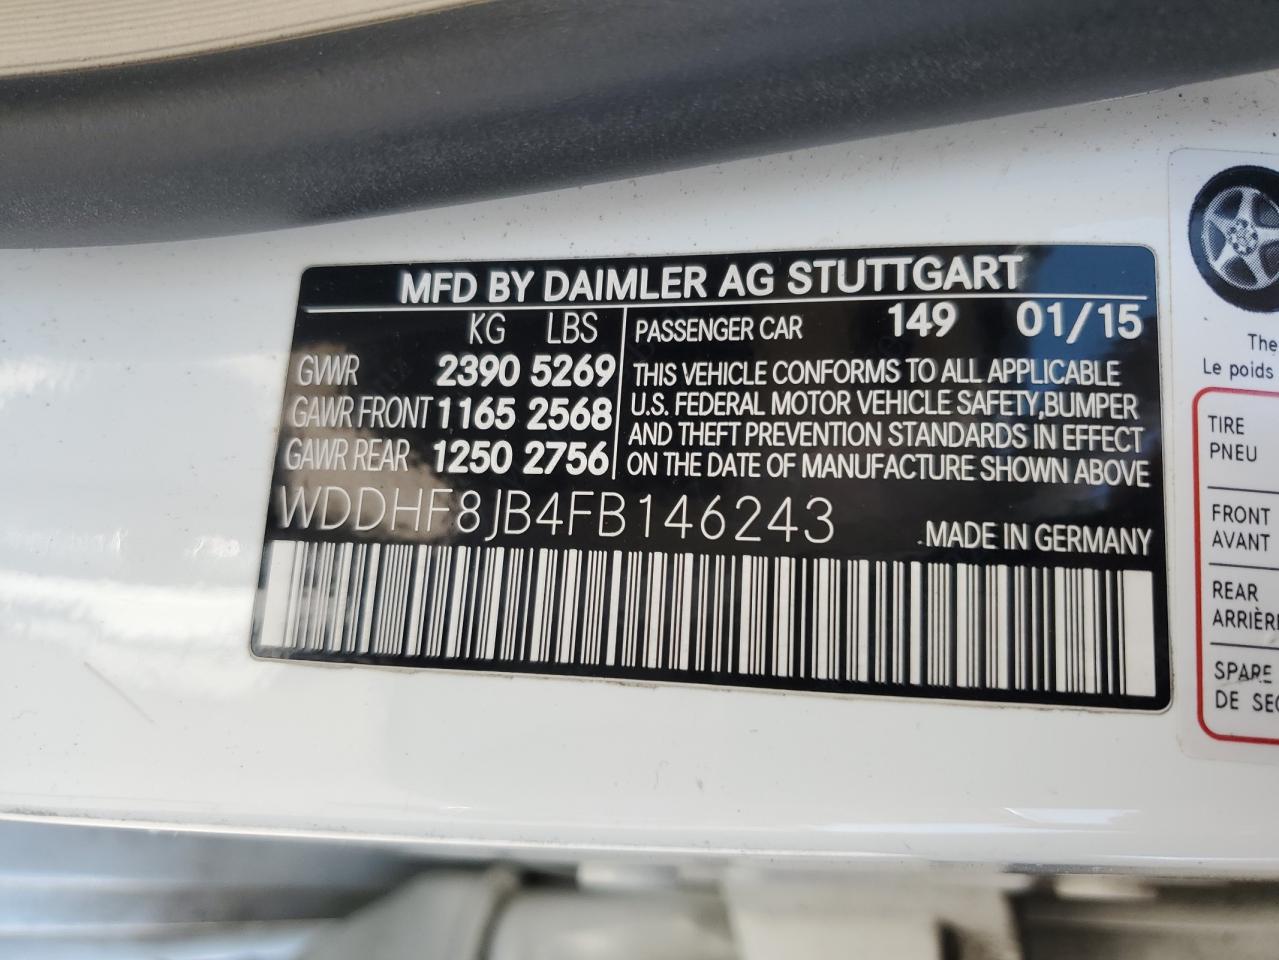 MFD BY DAIMLER AG STUTTGART
KG LBS
GVWR 2390 5269
GAWR FRONT 1165 2568
GAWR REAR 1250 2756
PASSENGER CAR 149 01/15
THIS VEHICLE CONFORMS TO ALL APPLICABLE
U.S. FEDERAL MOTOR VEHICLE SAFETY,BUMPER
AND THEFT PREVENTION STANDARDS IN EFFECT
ON THE DATE OF MANUFACTURE SHOWN ABOVE
WDDHF8JB4FB146243
MADE IN GERMANY
The
Le poids
TIRE
PNEU
FRONT
AVANT
REAR
ARRIÈR
SPARE
DE SEC